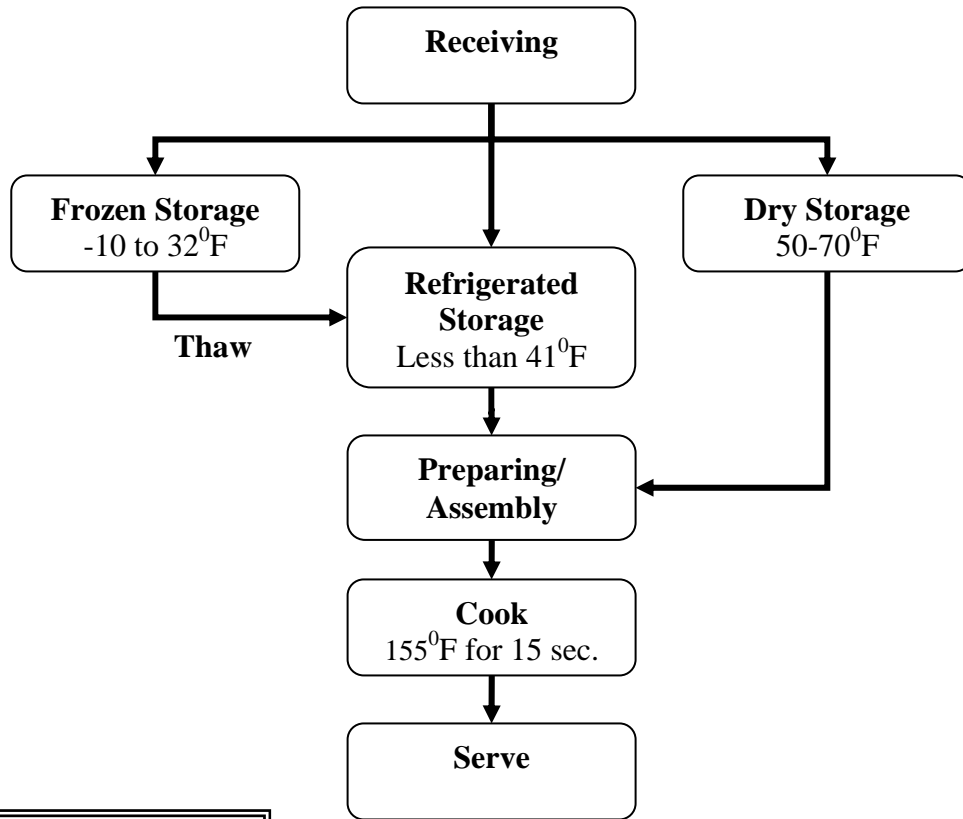 Receiving
Frozen Storage
-10 to 32⁰F
Dry Storage
50-70⁰F
Refrigerated
Storage
Less than 41⁰F
Thaw
Preparing/
Assembly
Cook
155⁰F for 15 sec.
Serve